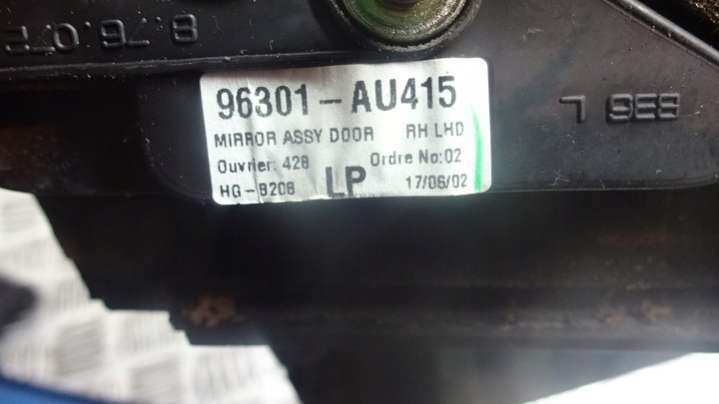 96301-AU415
MIRROR ASSY DOOR RH LHD
Ouvrier: 428 Ordre No:02
HG-B208 LP 17/06/02